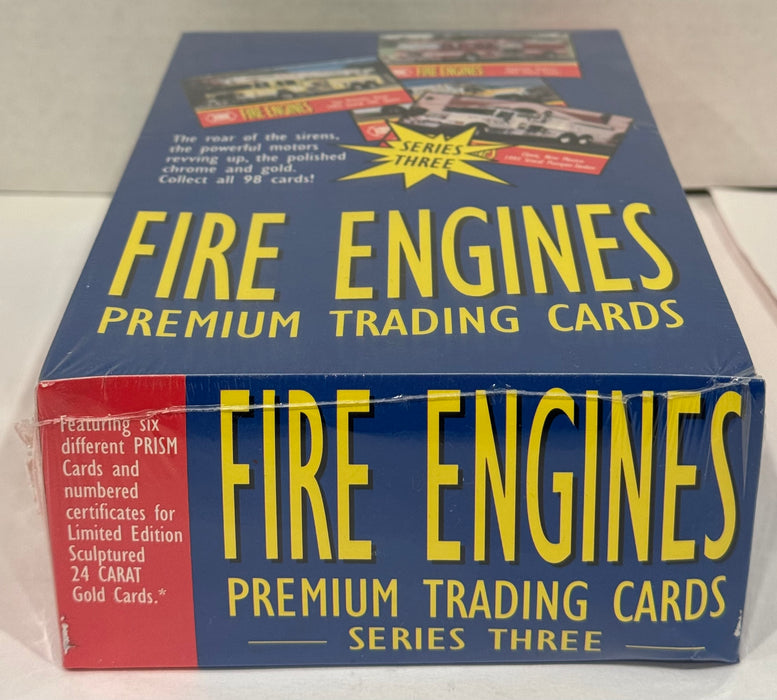 FIRE ENGINES
FIRE ENGINES
The roar of the sirens,
the powerful motors
revving up, the polished
chrome and gold.
Collect all 98 cards!
SERIES
THREE
FIRE ENGINES
PREMIUM TRADING CARDS
Featuring six
different PRISM
Cards and
numbered
certificates for
Limited Edition
Sculptured
24 CARAT
Gold Cards.*
FIRE ENGINES
PREMIUM TRADING CARDS
SERIES THREE